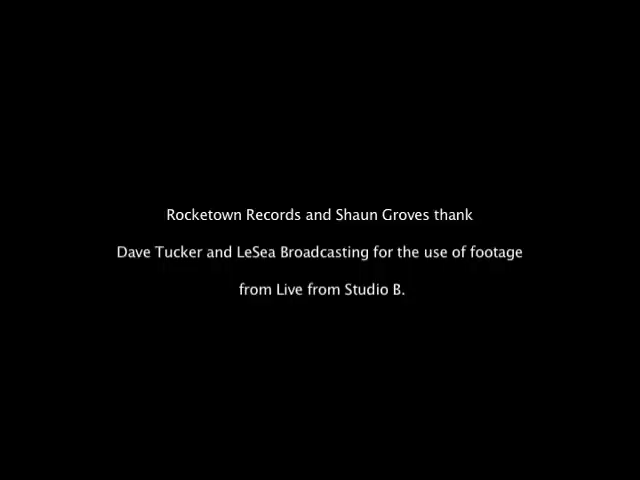 Rocketown Records and Shaun Groves thank
Dave Tucker and LeSea Broadcasting for the use of footage
from Live from Studio B.